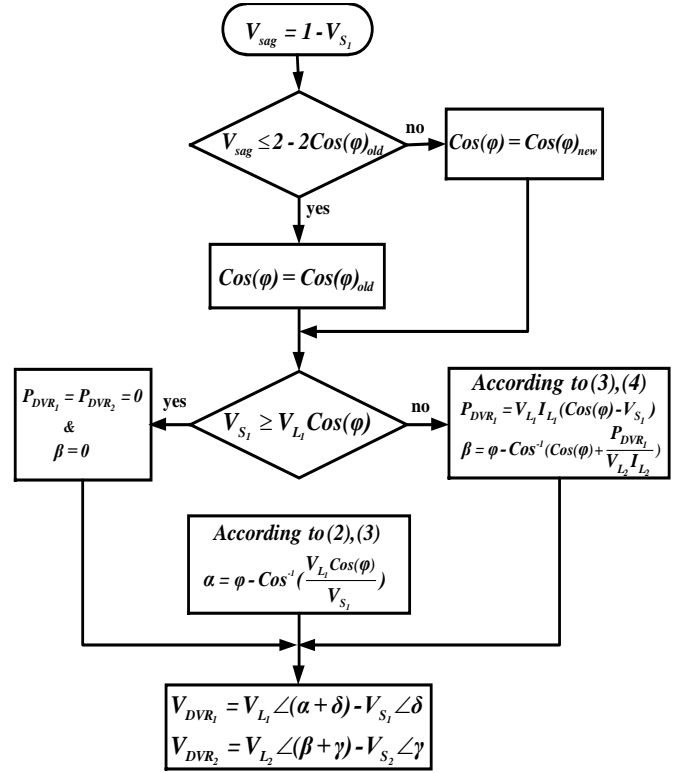 V_sag = 1 - V_S₁
V_sag ≤ 2 - 2Cos(φ)_old
no
Cos(φ) = Cos(φ)_new
yes
Cos(φ) = Cos(φ)_old
P_DVR₁ = P_DVR₂ = 0
&
β = 0
yes
V_S₁ ≥ V_L₁ Cos(φ)
no
According to (3),(4)
P_DVR₁ = V_L₁ I_L₁ (Cos(φ) - V_S₁)
β = φ - Cos⁻¹(Cos(φ) + P_DVR₁ / V_L₂ I_L₂)
According to (2),(3)
α = φ - Cos⁻¹(V_L₁ Cos(φ) / V_S₁)
V_DVR₁ = V_L₁ ∠(α + δ) - V_S₁ ∠δ
V_DVR₂ = V_L₂ ∠(β + γ) - V_S₂ ∠γ